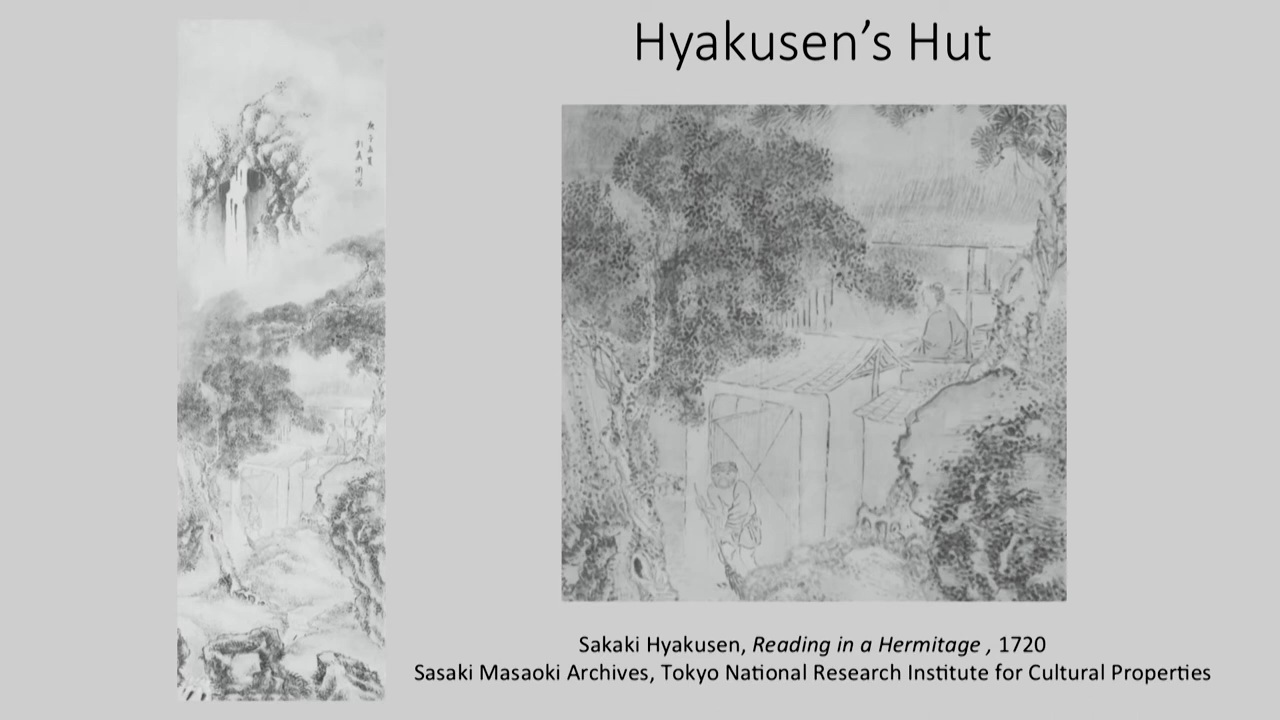 Hyakusen’s Hut
Sakaki Hyakusen, Reading in a Hermitage , 1720
Sasaki Masaoki Archives, Tokyo National Research Institute for Cultural Properties